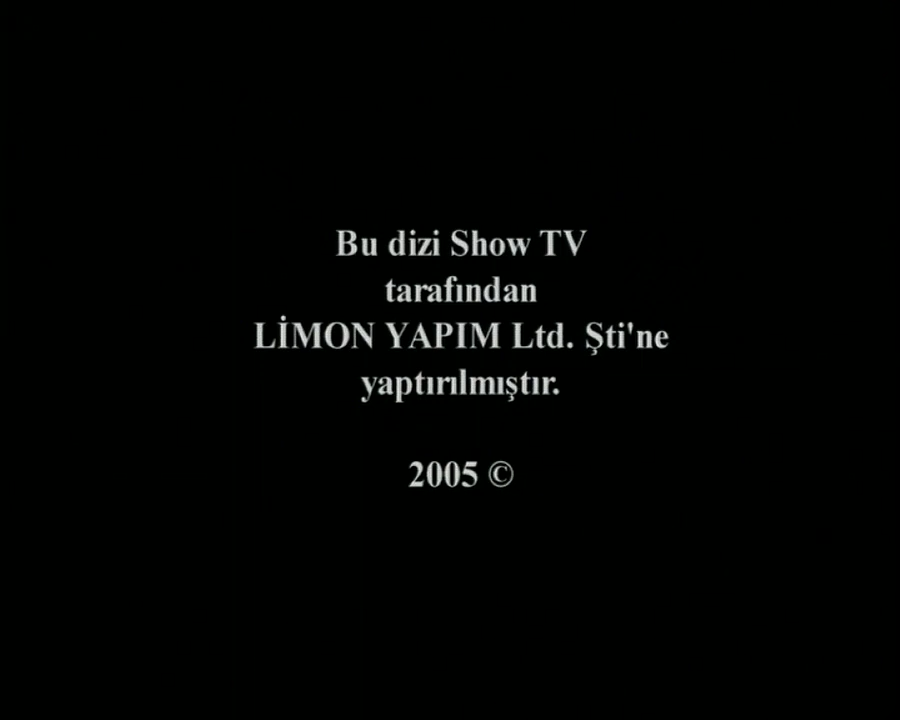 Bu dizi Show TV
tarafından
LİMON YAPIM Ltd. Şti'ne
yaptırılmıştır.
2005 ©